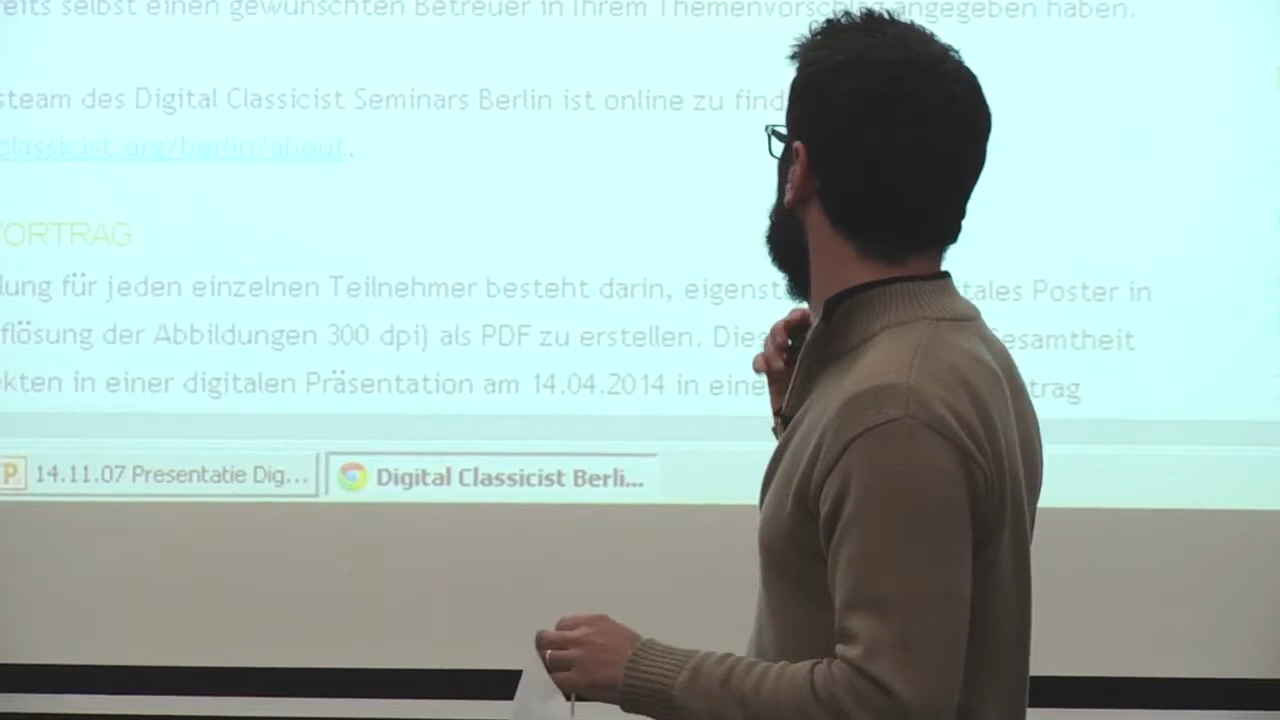 eits selbst einen gewünschten Betreuer in Ihrem Themenvorschlag angegeben haben.
steam des Digital Classicist Seminars Berlin ist online zu find
classicist.org/berlin/about.
VORTRAG
lung für jeden einzelnen Teilnehmer besteht darin, eigenst tales Poster in
flösung der Abbildungen 300 dpi) als PDF zu erstellen. Dies esamtheit
ekten in einer digitalen Präsentation am 14.04.2014 in eine trag
14.11.07 Presentatie Dig...
Digital Classicist Berli...